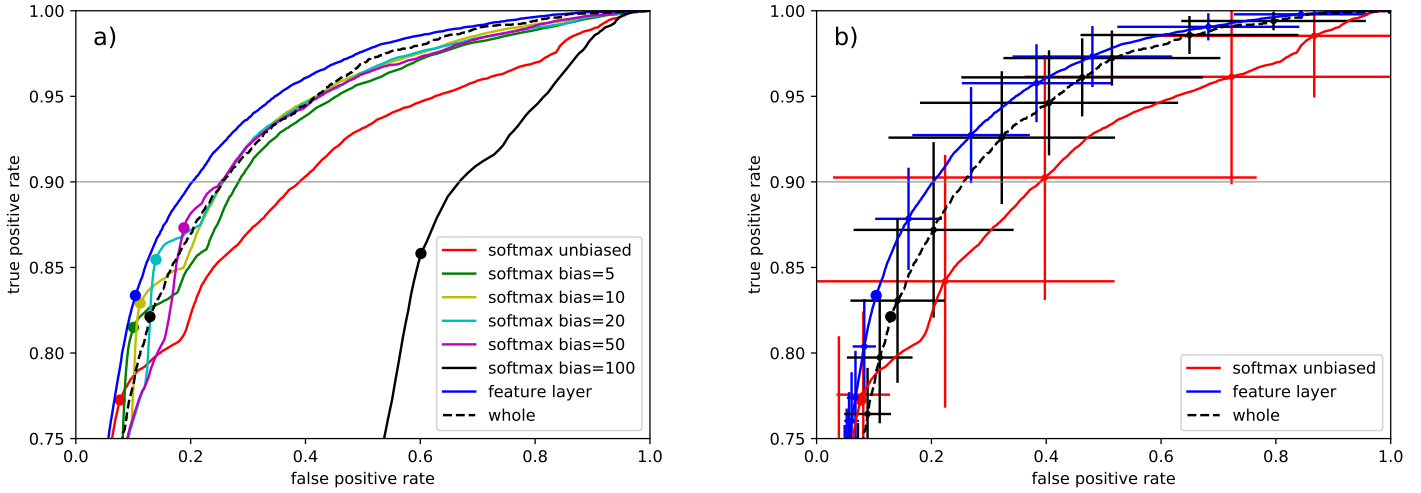 a)
true positive rate
1.00
0.95
0.90
0.85
0.80
0.75
softmax unbiased
softmax bias=5
softmax bias=10
softmax bias=20
softmax bias=50
softmax bias=100
feature layer
whole
0.0 0.2 0.4 0.6 0.8 1.0
false positive rate
b)
true positive rate
1.00
0.95
0.90
0.85
0.80
0.75
softmax unbiased
feature layer
whole
0.0 0.2 0.4 0.6 0.8 1.0
false positive rate